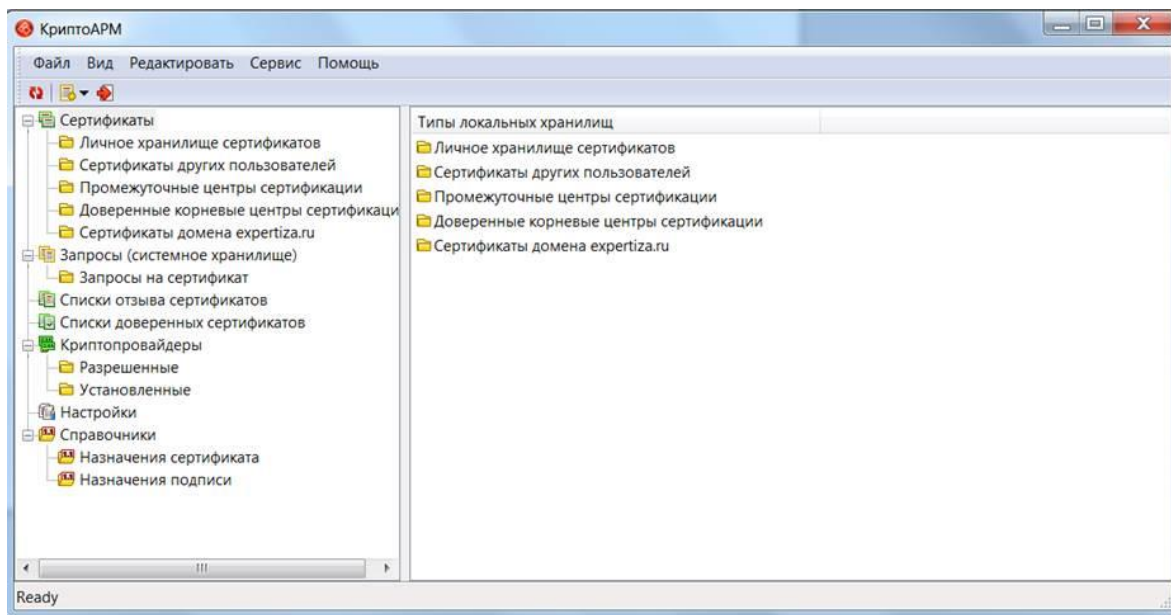 КриптоАРМ
Файл Вид Редактировать Сервис Помощь
Сертификаты
Личное хранилище сертификатов
Сертификаты других пользователей
Промежуточные центры сертификации
Доверенные корневые центры сертификаци
Сертификаты домена expertiza.ru
Запросы (системное хранилище)
Запросы на сертификат
Списки отзыва сертификатов
Списки доверенных сертификатов
Криптопровайдеры
Разрешенные
Установленные
Настройки
Справочники
Назначения сертификата
Назначения подписи
Типы локальных хранилищ
Личное хранилище сертификатов
Сертификаты других пользователей
Промежуточные центры сертификации
Доверенные корневые центры сертификации
Сертификаты домена expertiza.ru
Ready